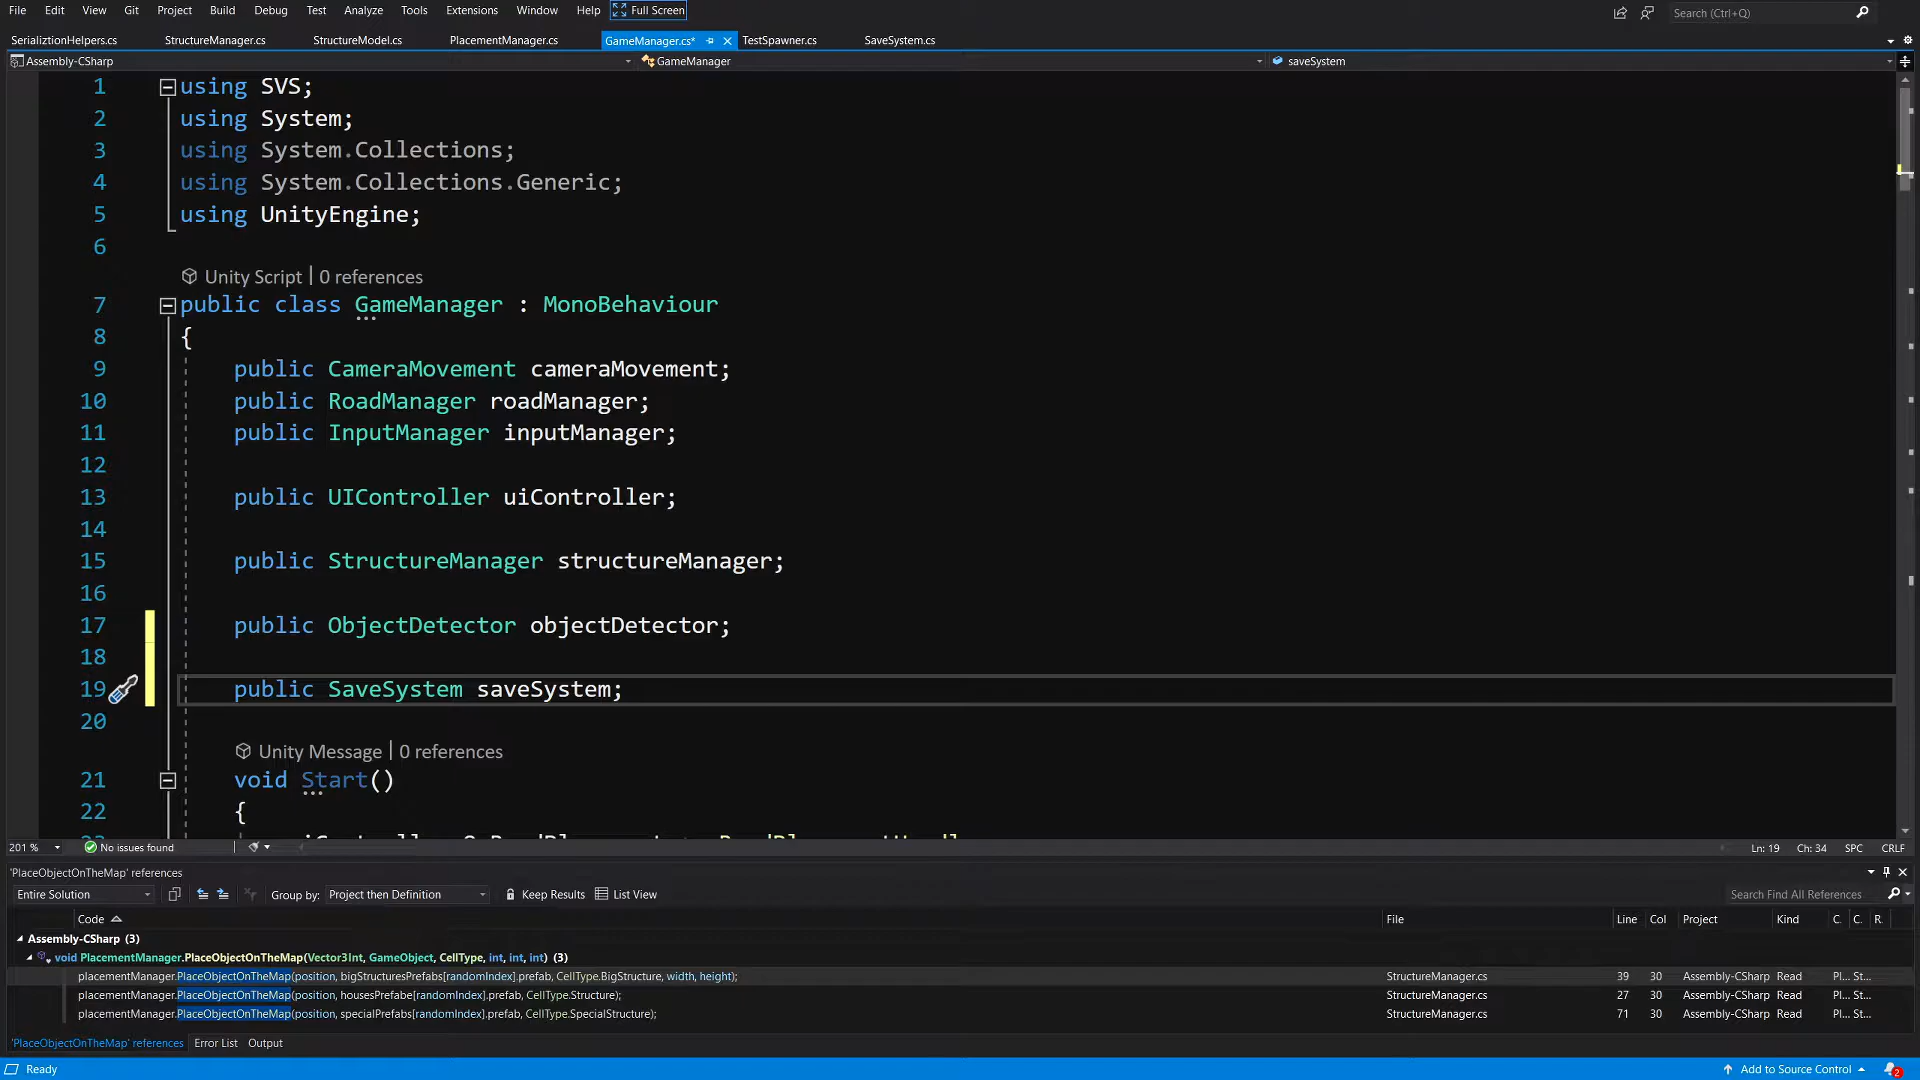 File Edit View Git Project Build Debug Test Analyze Tools Extensions Window Help Full Screen Search (Ctrl+Q)
SerializtionHelpers.cs StructureManager.cs StructureModel.cs PlacementManager.cs GameManager.cs* TestSpawner.cs SaveSystem.cs
Assembly-CSharp GameManager saveSystem
1 using SVS;
2 using System;
3 using System.Collections;
4 using System.Collections.Generic;
5 using UnityEngine;
6
Unity Script | 0 references
7 public class GameManager : MonoBehaviour
8 {
9 public CameraMovement cameraMovement;
10 public RoadManager roadManager;
11 public InputManager inputManager;
12
13 public UIController uiController;
14
15 public StructureManager structureManager;
16
17 public ObjectDetector objectDetector;
18
19 public SaveSystem saveSystem;
20
Unity Message | 0 references
21 void Start()
22 {
201 % No issues found Ln: 19 Ch: 34 SPC CRLF
'PlaceObjectOnTheMap' references
Entire Solution Group by: Project then Definition Keep Results List View Search Find All References
Code File Line Col Project Kind C. C. R.
Assembly-CSharp (3)
void PlacementManager.PlaceObjectOnTheMap(Vector3Int, GameObject, CellType, int, int, int) (3)
placementManager.PlaceObjectOnTheMap(position, bigStructuresPrefabs[randomIndex].prefab, CellType.BigStructure, width, height); StructureManager.cs 39 30 Assembly-CSharp Read Pl... St...
placementManager.PlaceObjectOnTheMap(position, housesPrefabe[randomIndex].prefab, CellType.Structure); StructureManager.cs 27 30 Assembly-CSharp Read Pl... St...
placementManager.PlaceObjectOnTheMap(position, specialPrefabs[randomIndex].prefab, CellType.SpecialStructure); StructureManager.cs 71 30 Assembly-CSharp Read Pl... St...
'PlaceObjectOnTheMap' references Error List Output
Ready Add to Source Control 2